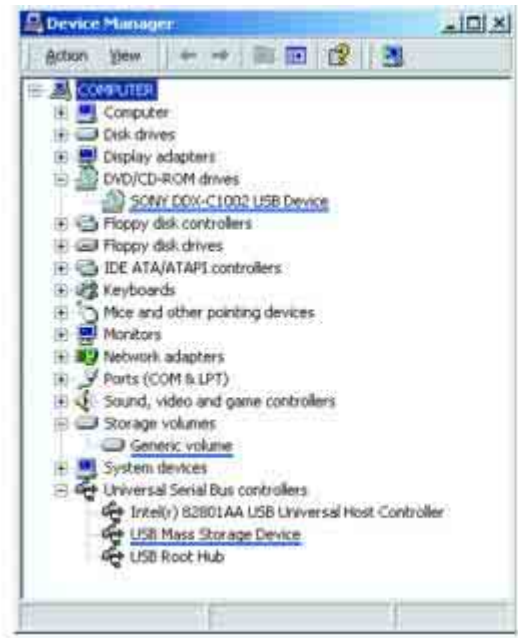 Device Manager
Action View
COMPUTER
Computer
Disk drives
Display adapters
DVD/CD-ROM drives
SONY DDX-C1002 USB Device
Floppy disk controllers
Floppy disk drives
IDE ATA/ATAPI controllers
Keyboards
Mice and other pointing devices
Monitors
Network adapters
Ports (COM & LPT)
Sound, video and game controllers
Storage volumes
Generic volume
System devices
Universal Serial Bus controllers
Intel(r) 82801AA USB Universal Host Controller
USB Mass Storage Device
USB Root Hub